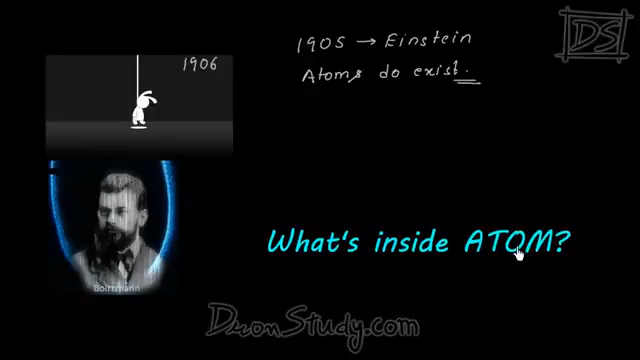 1905 → Einstein
Atoms do exist.
DS
1906
What's inside ATOM?
Boltzmann
DronStudy.com